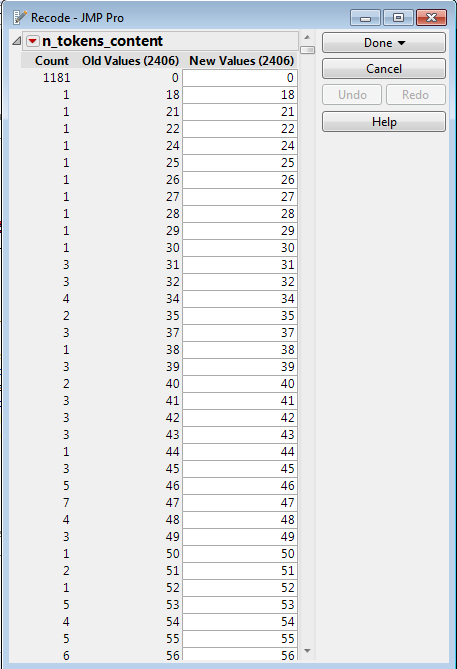 Recode - JMP Pro
n_tokens_content
Count Old Values (2406) New Values (2406)
1181 0 0
1 18 18
1 21 21
1 22 22
1 24 24
1 25 25
1 26 26
1 27 27
1 28 28
1 29 29
1 30 30
3 31 31
3 32 32
4 34 34
2 35 35
3 37 37
1 38 38
3 39 39
2 40 40
3 41 41
3 42 42
3 43 43
1 44 44
3 45 45
5 46 46
7 47 47
4 48 48
3 49 49
1 50 50
2 51 51
1 52 52
5 53 53
4 54 54
5 55 55
6 56 56
Done
Cancel
Undo Redo
Help